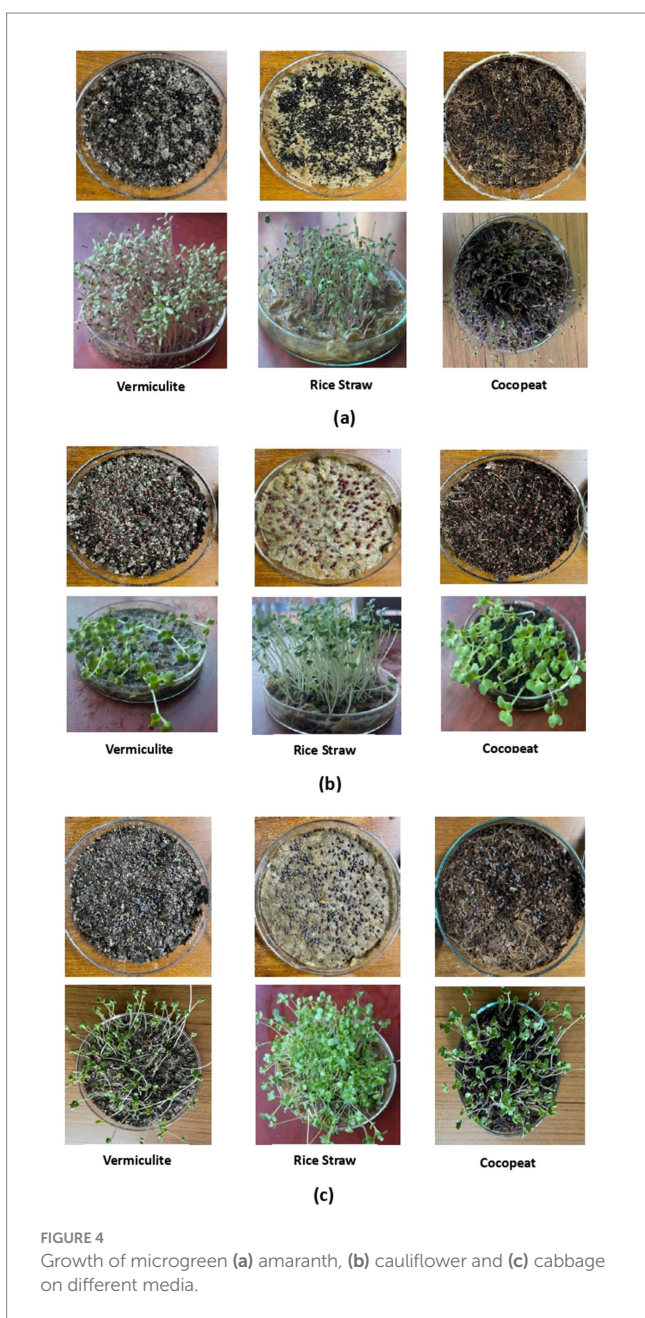 Vermiculite Rice Straw Cocopeat
(a)
Vermiculite Rice Straw Cocopeat
(b)
Vermiculite Rice Straw Cocopeat
(c)
FIGURE 4
Growth of microgreen (a) amaranth, (b) cauliflower and (c) cabbage
on different media.